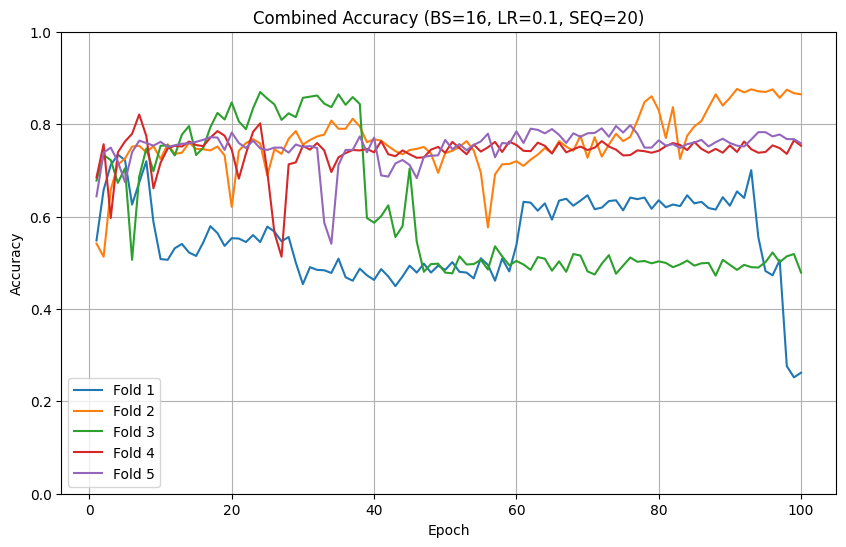 Combined Accuracy (BS=16, LR=0.1, SEQ=20)
1.0
0.8
0.6
0.4
0.2
0.0
Accuracy
Fold 1
Fold 2
Fold 3
Fold 4
Fold 5
0 20 40 60 80 100
Epoch